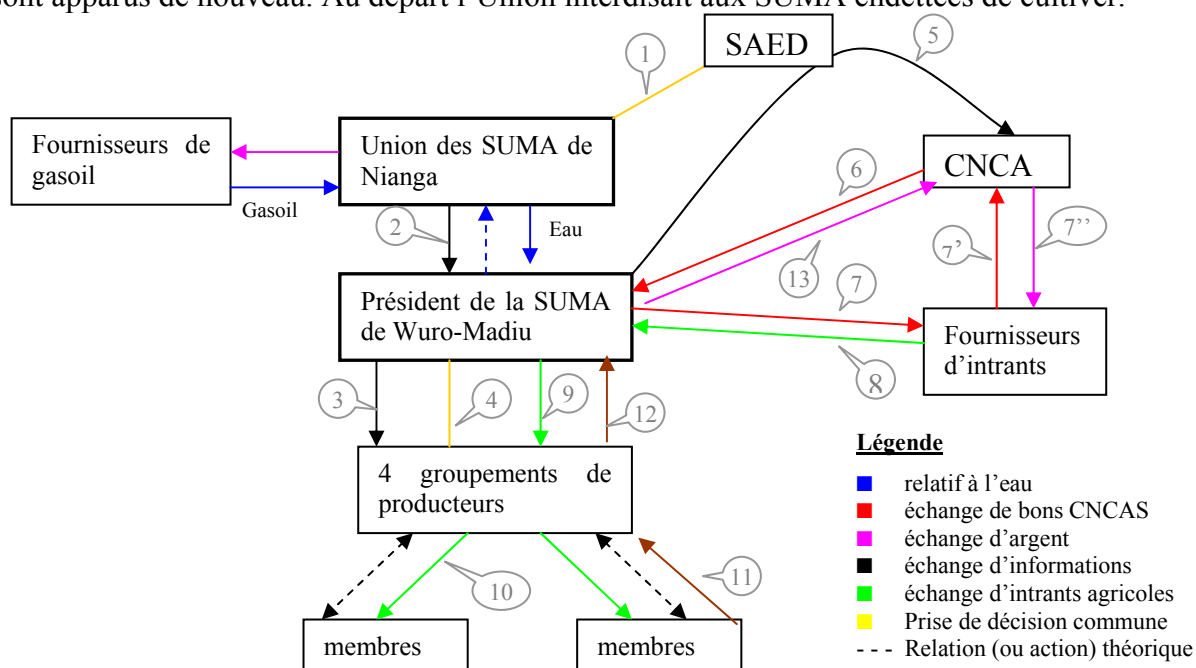 sont apparus de nouveau. Au départ l'Union interdisait aux SUMA endettées de cultiver.
SAED
1
5
Fournisseurs de
gasoil
Union des SUMA de
Nianga
CNCA
Gasoil
2
Eau
6
13
7'
7''
Président de la SUMA
de Wuro-Madiu
7
8
Fournisseurs
d'intrants
3
4
9
12
4 groupements de
producteurs
10
11
membres
membres
Légende
relatif à l'eau
échange de bons CNCAS
échange d'argent
échange d'informations
échange d'intrants agricoles
Prise de décision commune
- - - Relation (ou action) théorique